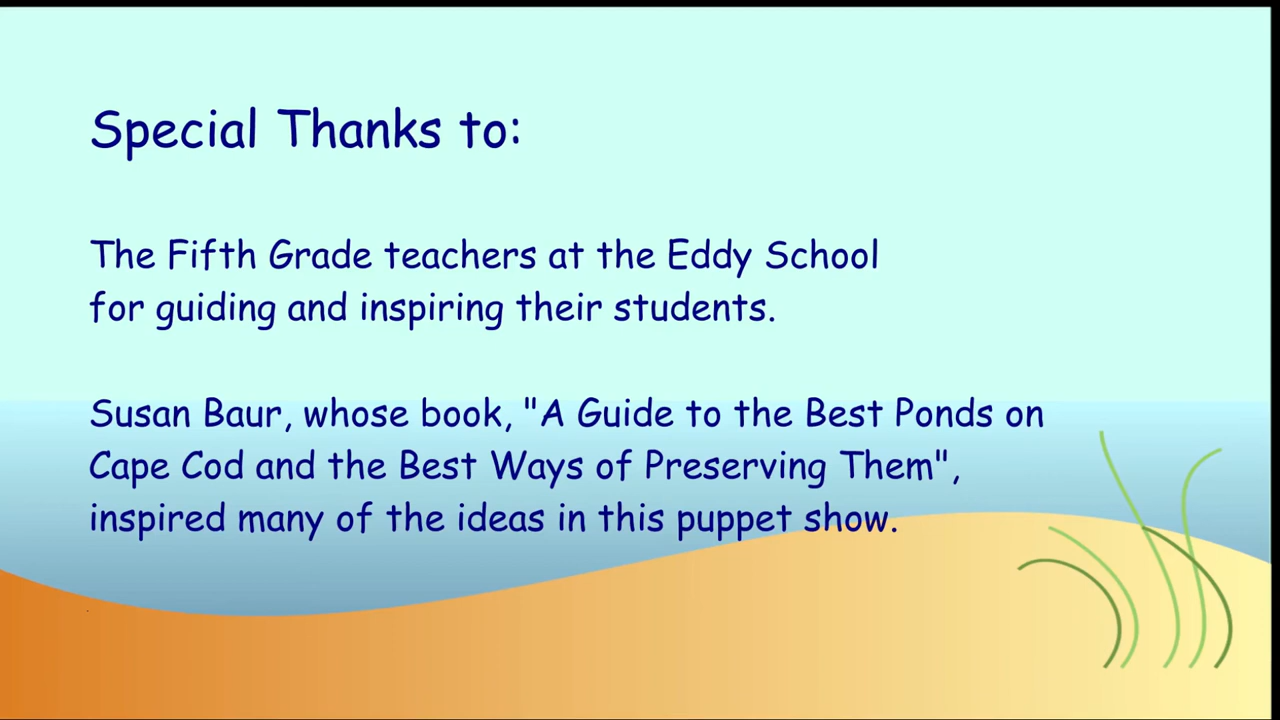 Special Thanks to:
The Fifth Grade teachers at the Eddy School
for guiding and inspiring their students.
Susan Baur, whose book, "A Guide to the Best Ponds on
Cape Cod and the Best Ways of Preserving Them",
inspired many of the ideas in this puppet show.